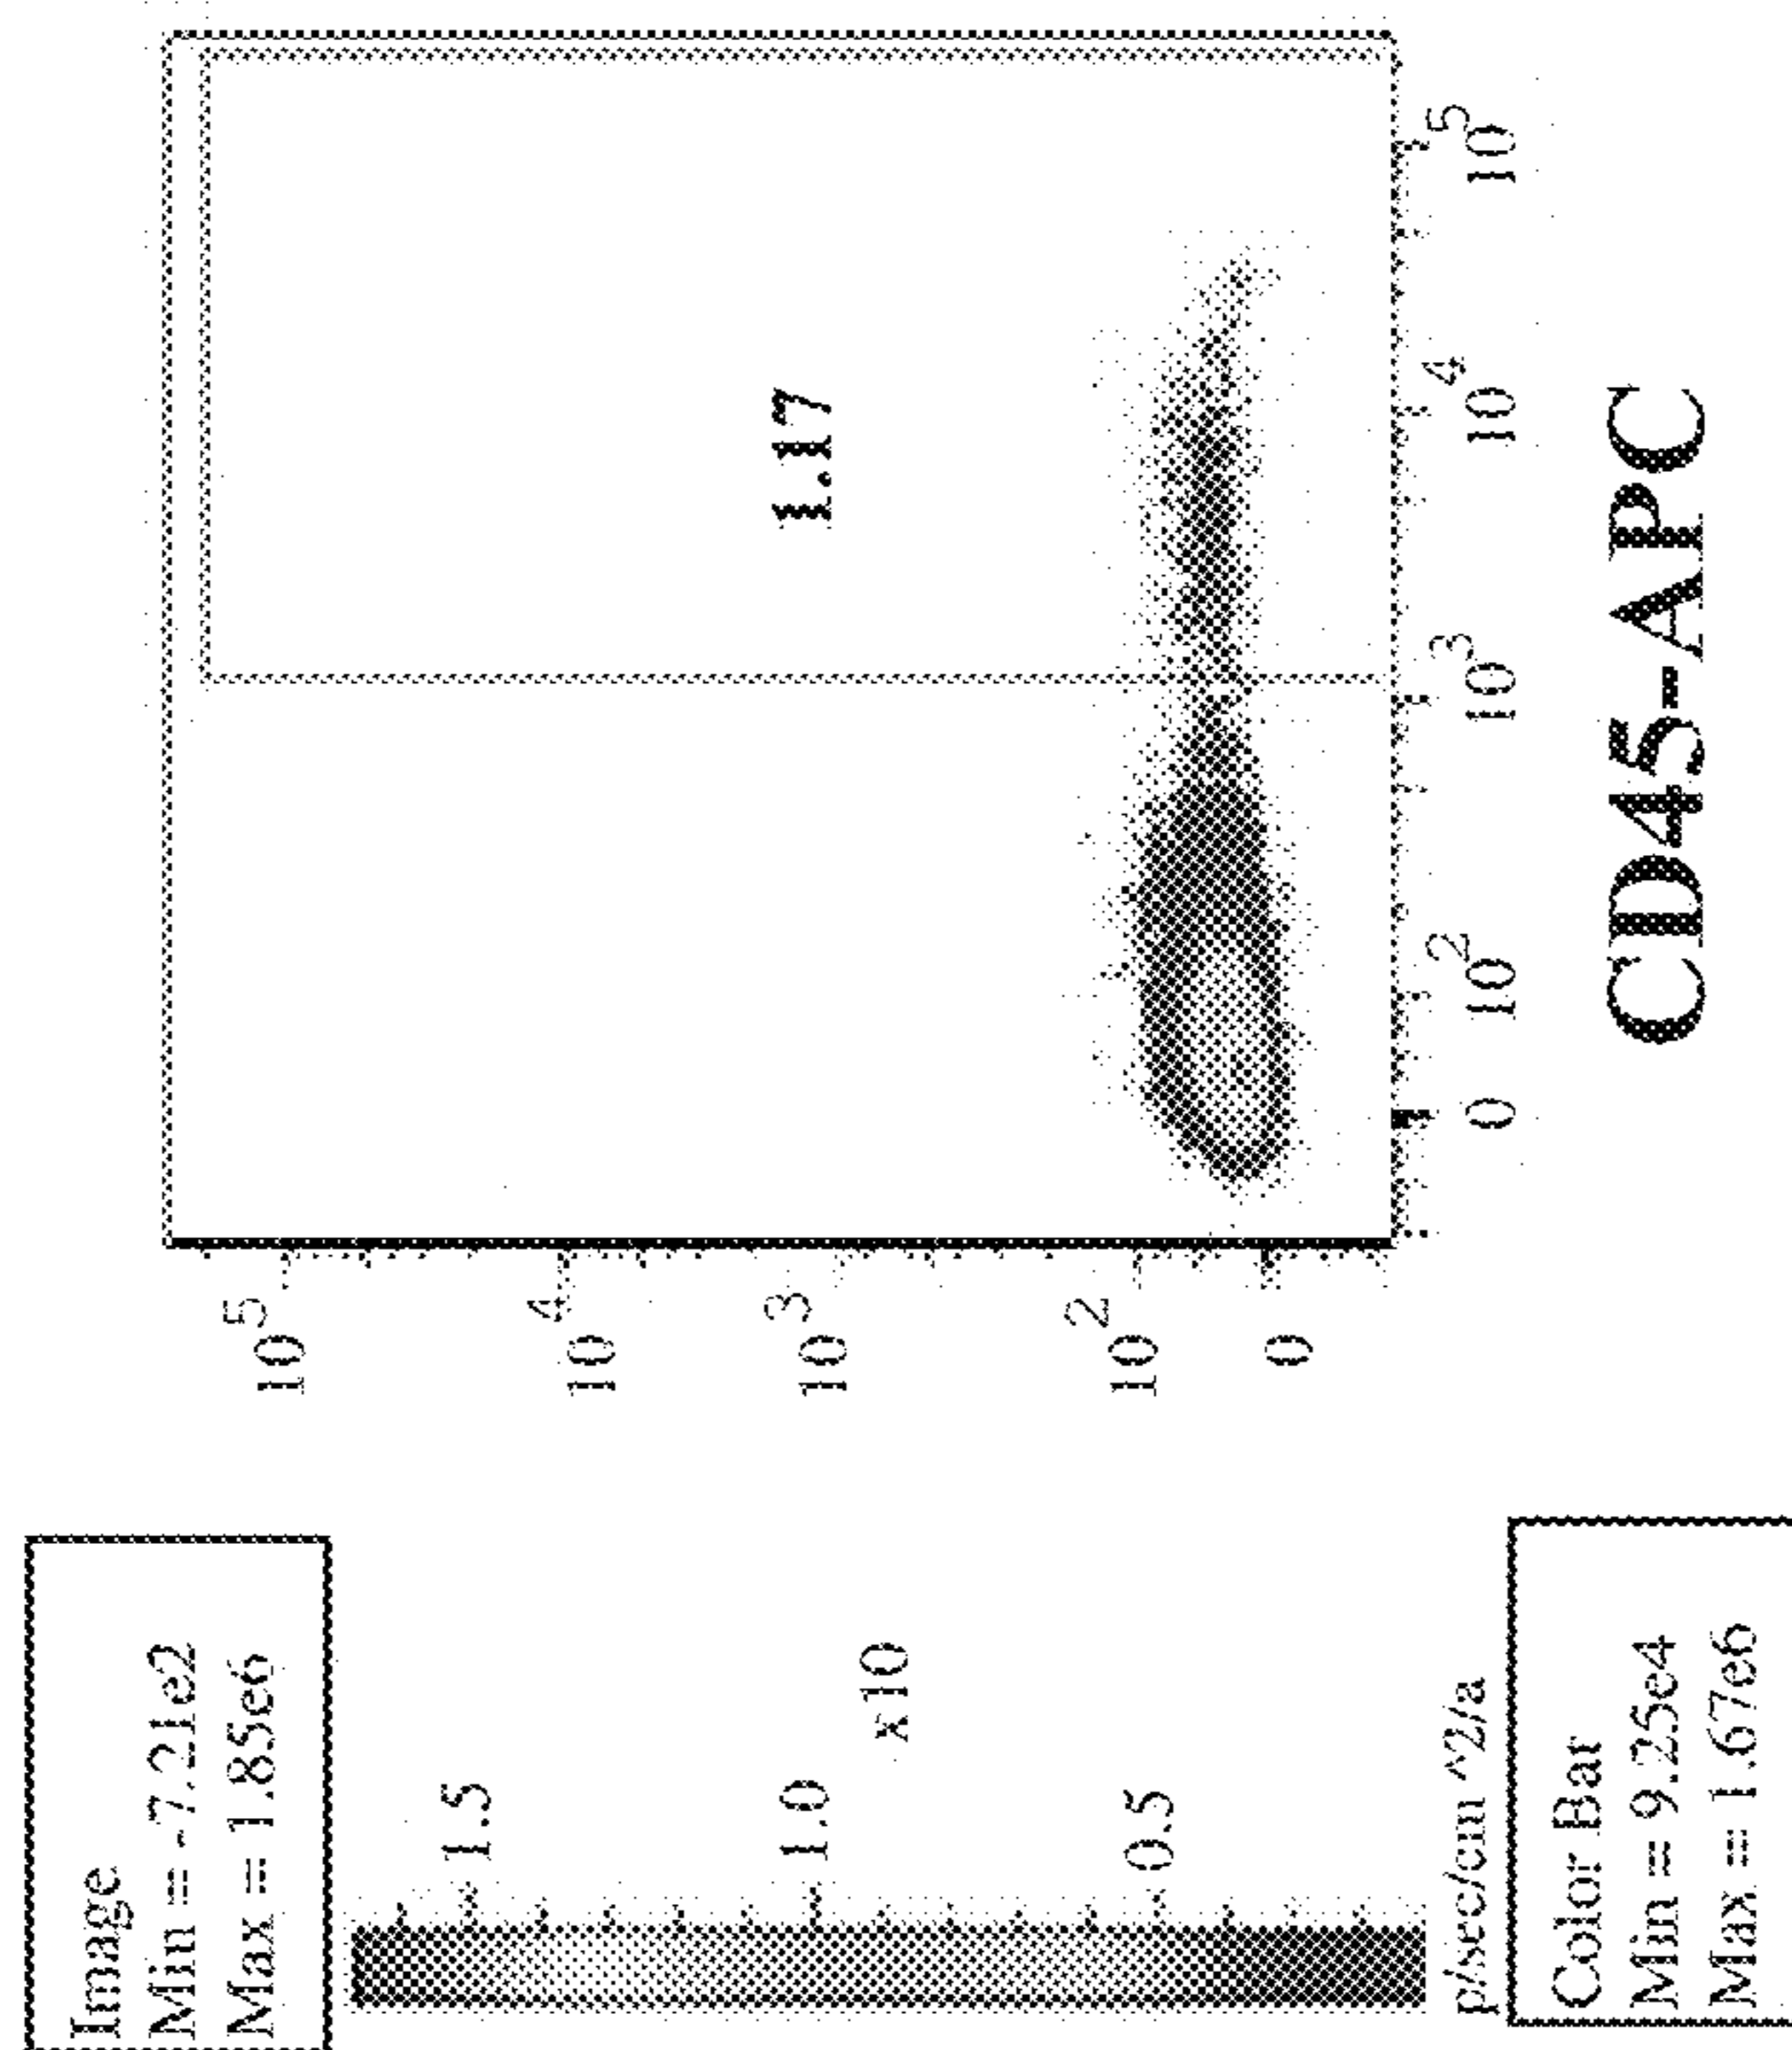 Image
Min = -7.21e2
Max = 1.85e6
1.5
1.0
x10
0.5
p/sec/cm ^2/a
Color Bar
Min = 9.25e4
Max = 1.67e6
10^5
10^4
10^3
10^2
0
1.17
0 10^2 10^3 10^4 10^5
CD45-APC